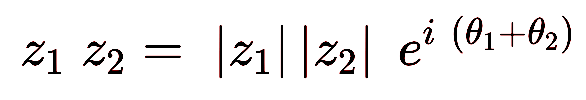 z₁ z₂ = |z₁| |z₂| e^{i (θ₁+θ₂)}